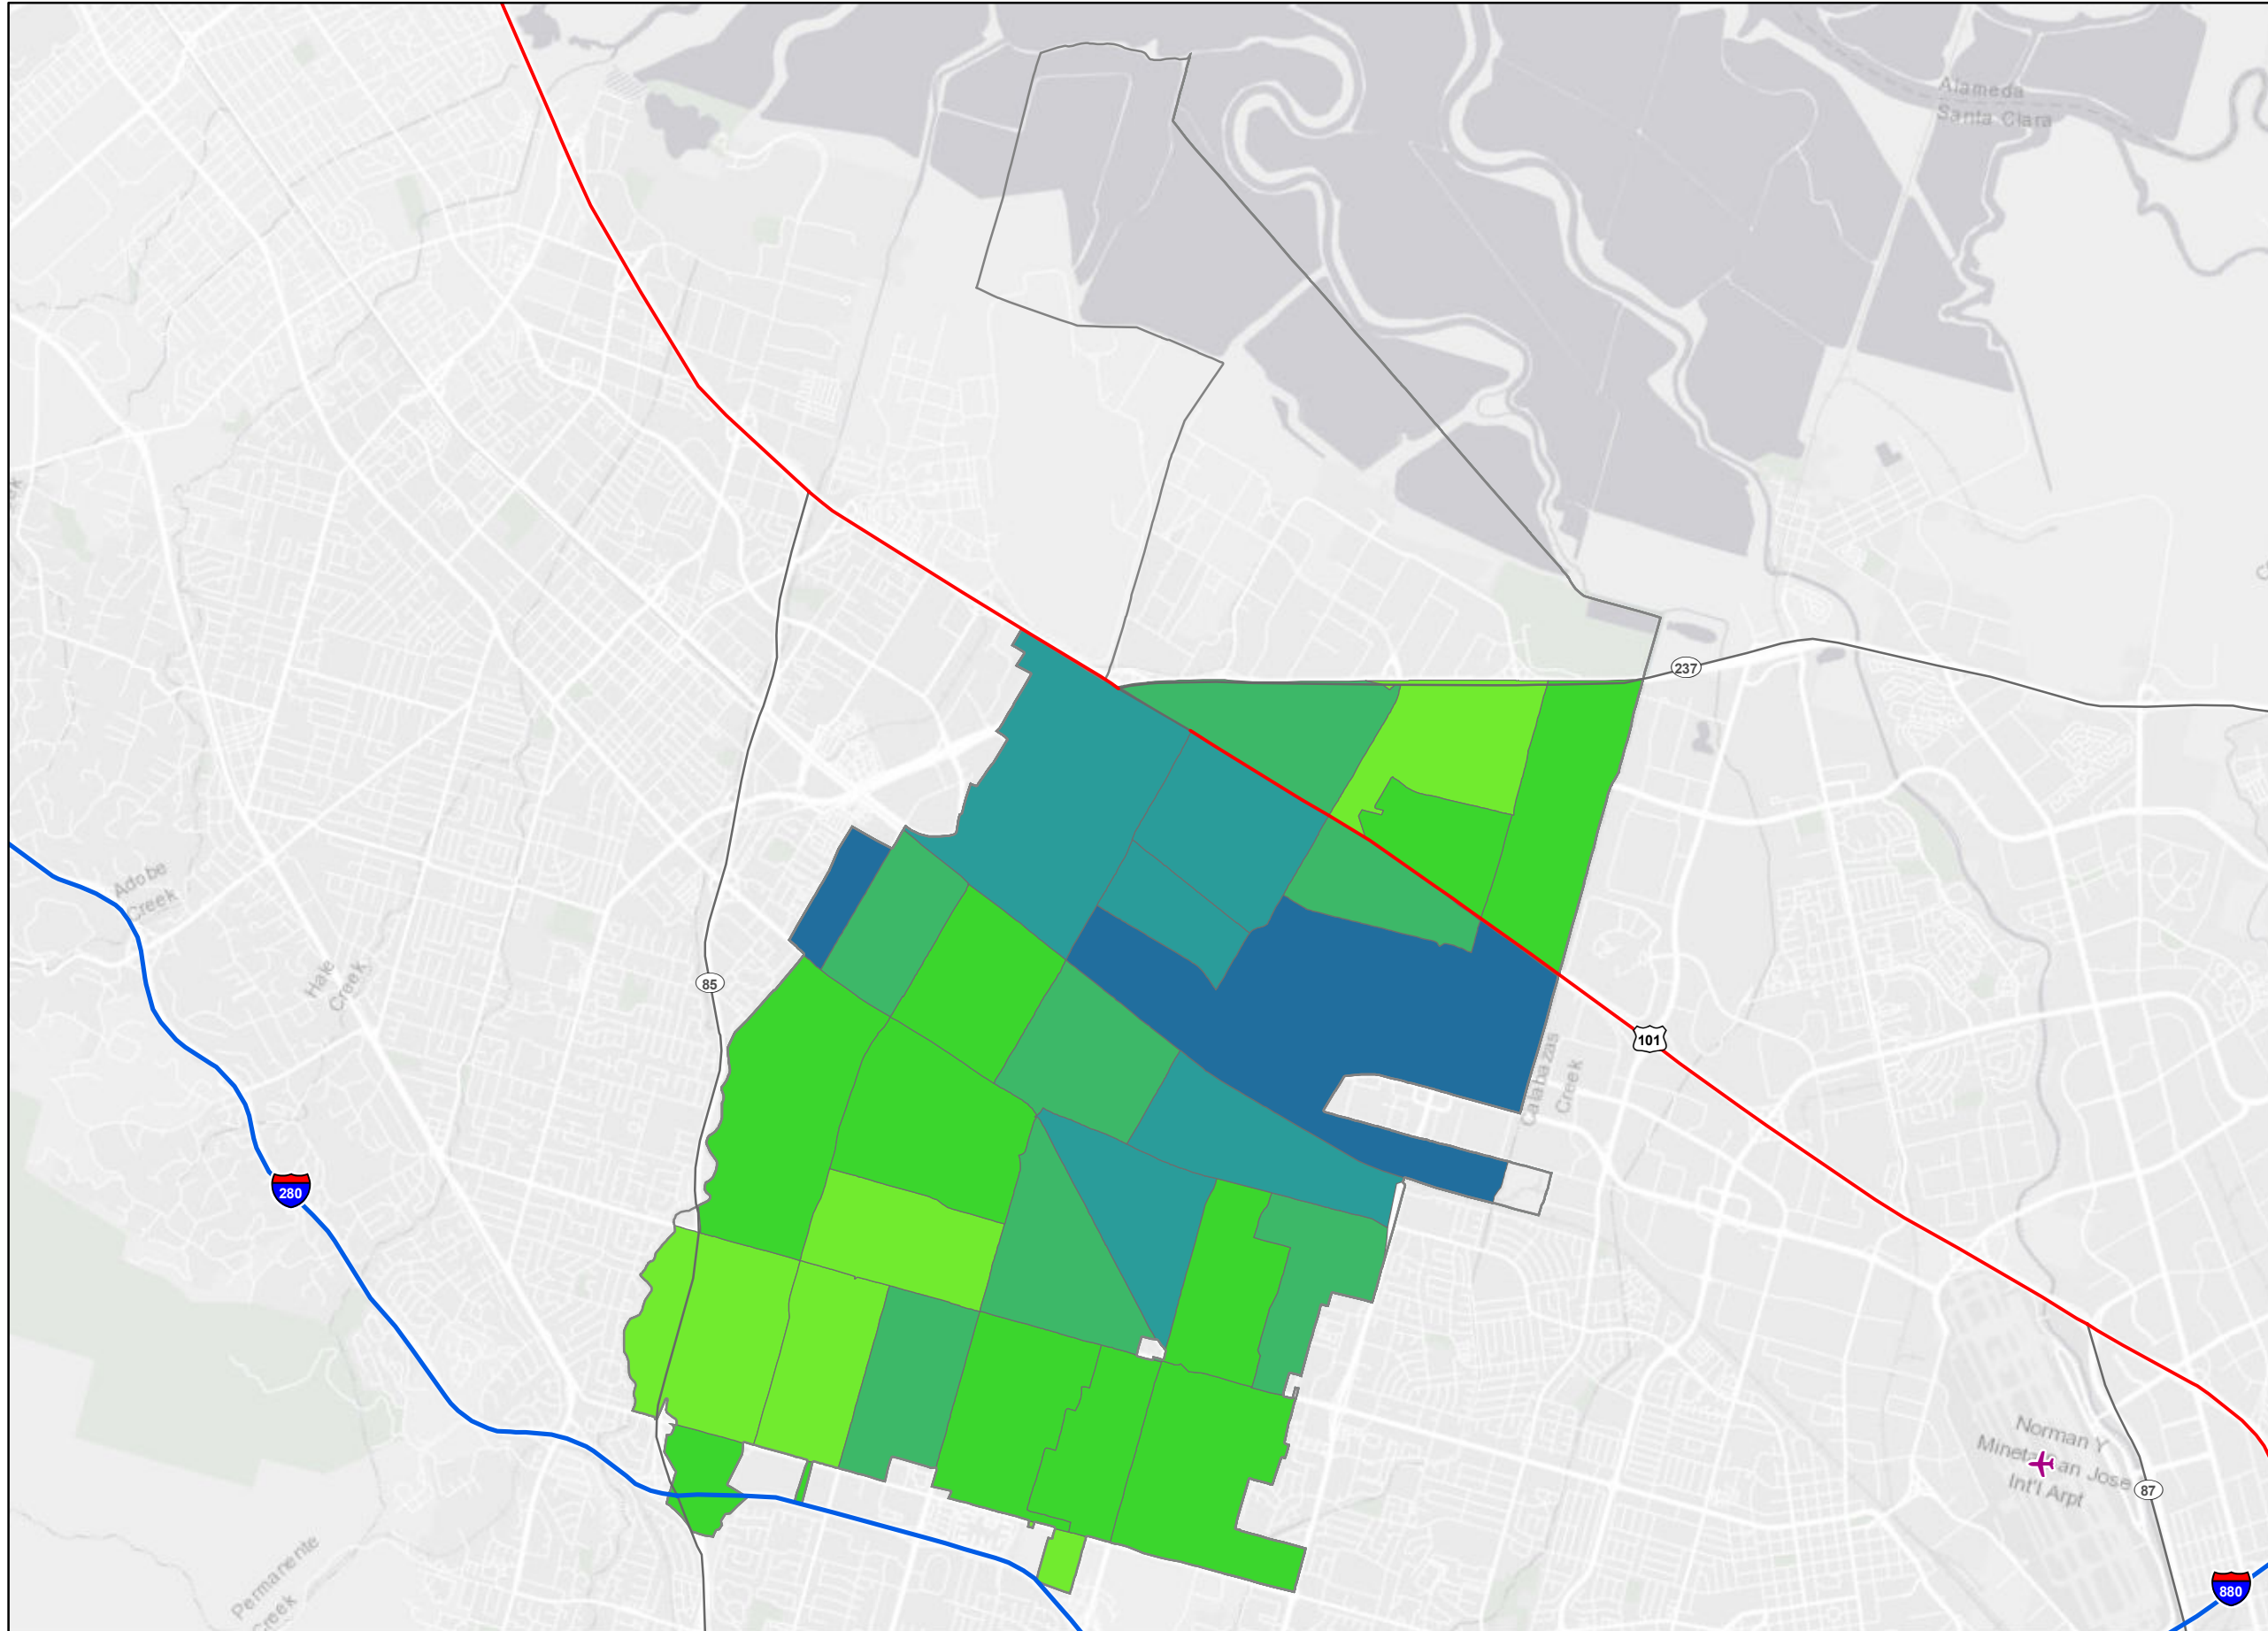 Alameda
Santa Clara
237
Adobe
Creek
Hale
Creek
85
101
Calabazas
Creek
280
Norman Y
Mineta San Jose
Int'l Arpt
87
Permanente
Creek
880